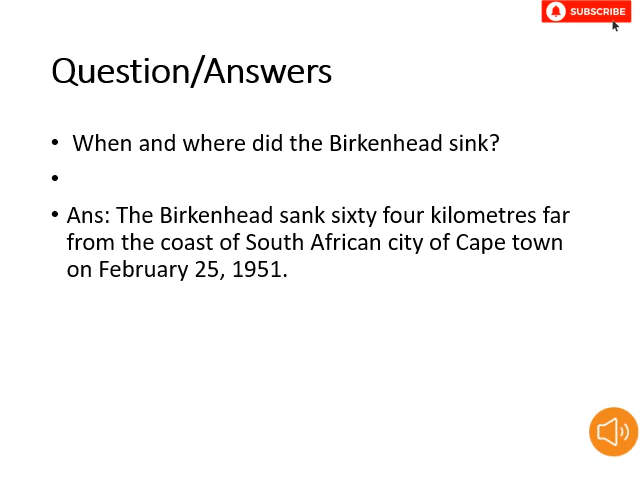 SUBSCRIBE
Question/Answers
• When and where did the Birkenhead sink?
•
• Ans: The Birkenhead sank sixty four kilometres far
from the coast of South African city of Cape town
on February 25, 1951.